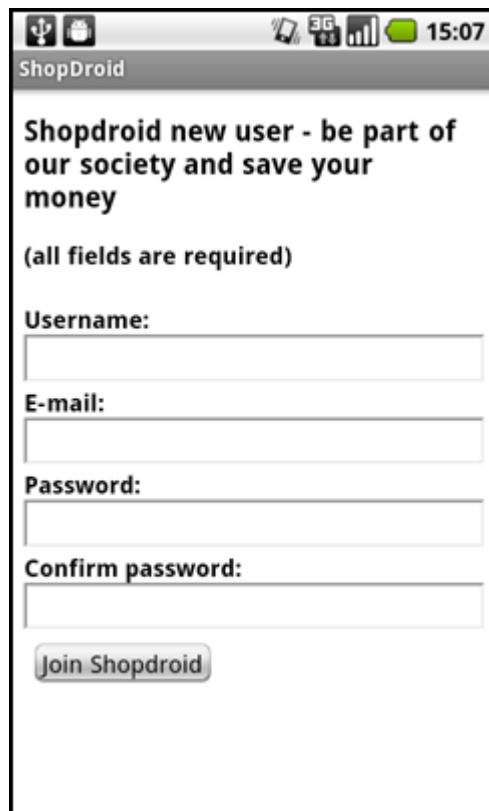 3G 15:07
ShopDroid
Shopdroid new user - be part of
our society and save your
money
(all fields are required)
Username:
E-mail:
Password:
Confirm password:
Join Shopdroid